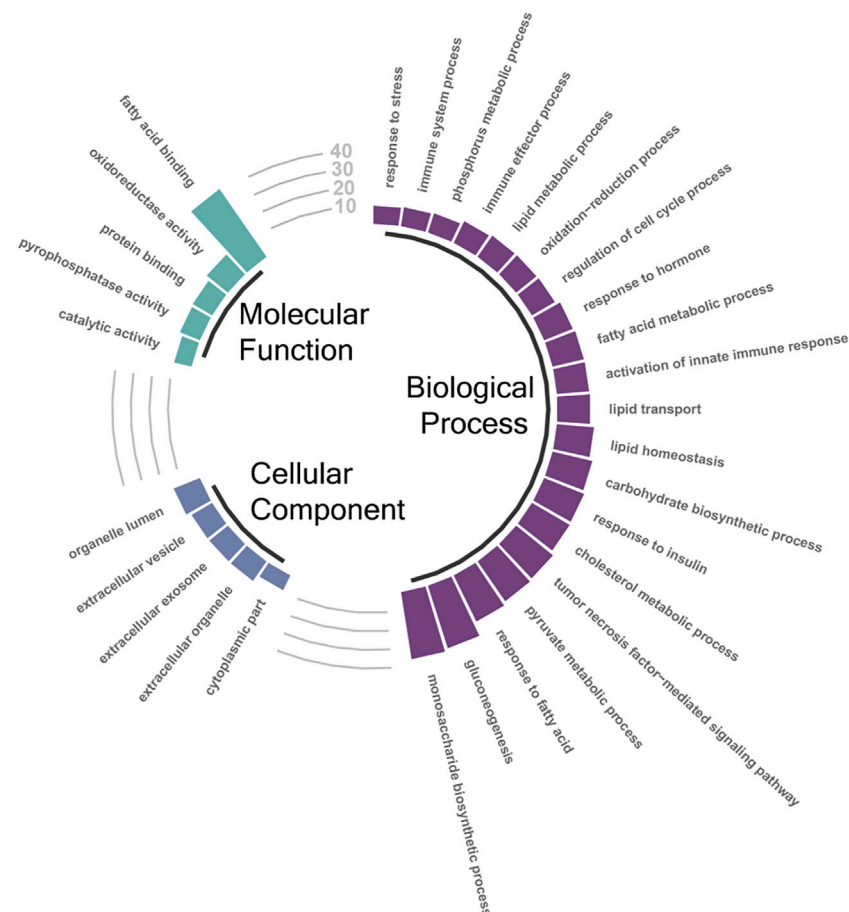 fatty acid binding
oxidoreductase activity
protein binding
pyrophosphatase activity
catalytic activity
40
30
20
10
response to stress
immune system process
phosphorus metabolic process
immune effector process
lipid metabolic process
oxidation−reduction process
regulation of cell cycle process
response to hormone
fatty acid metabolic process
activation of innate immune response
lipid transport
lipid homeostasis
carbohydrate biosynthetic process
response to insulin
cholesterol metabolic process
tumor necrosis factor−mediated signaling pathway
pyruvate metabolic process
response to fatty acid
gluconeogenesis
monosaccharide biosynthetic process
Molecular
Function
Biological
Process
Cellular
Component
organelle lumen
extracellular vesicle
extracellular exosome
extracellular organelle
cytoplasmic part